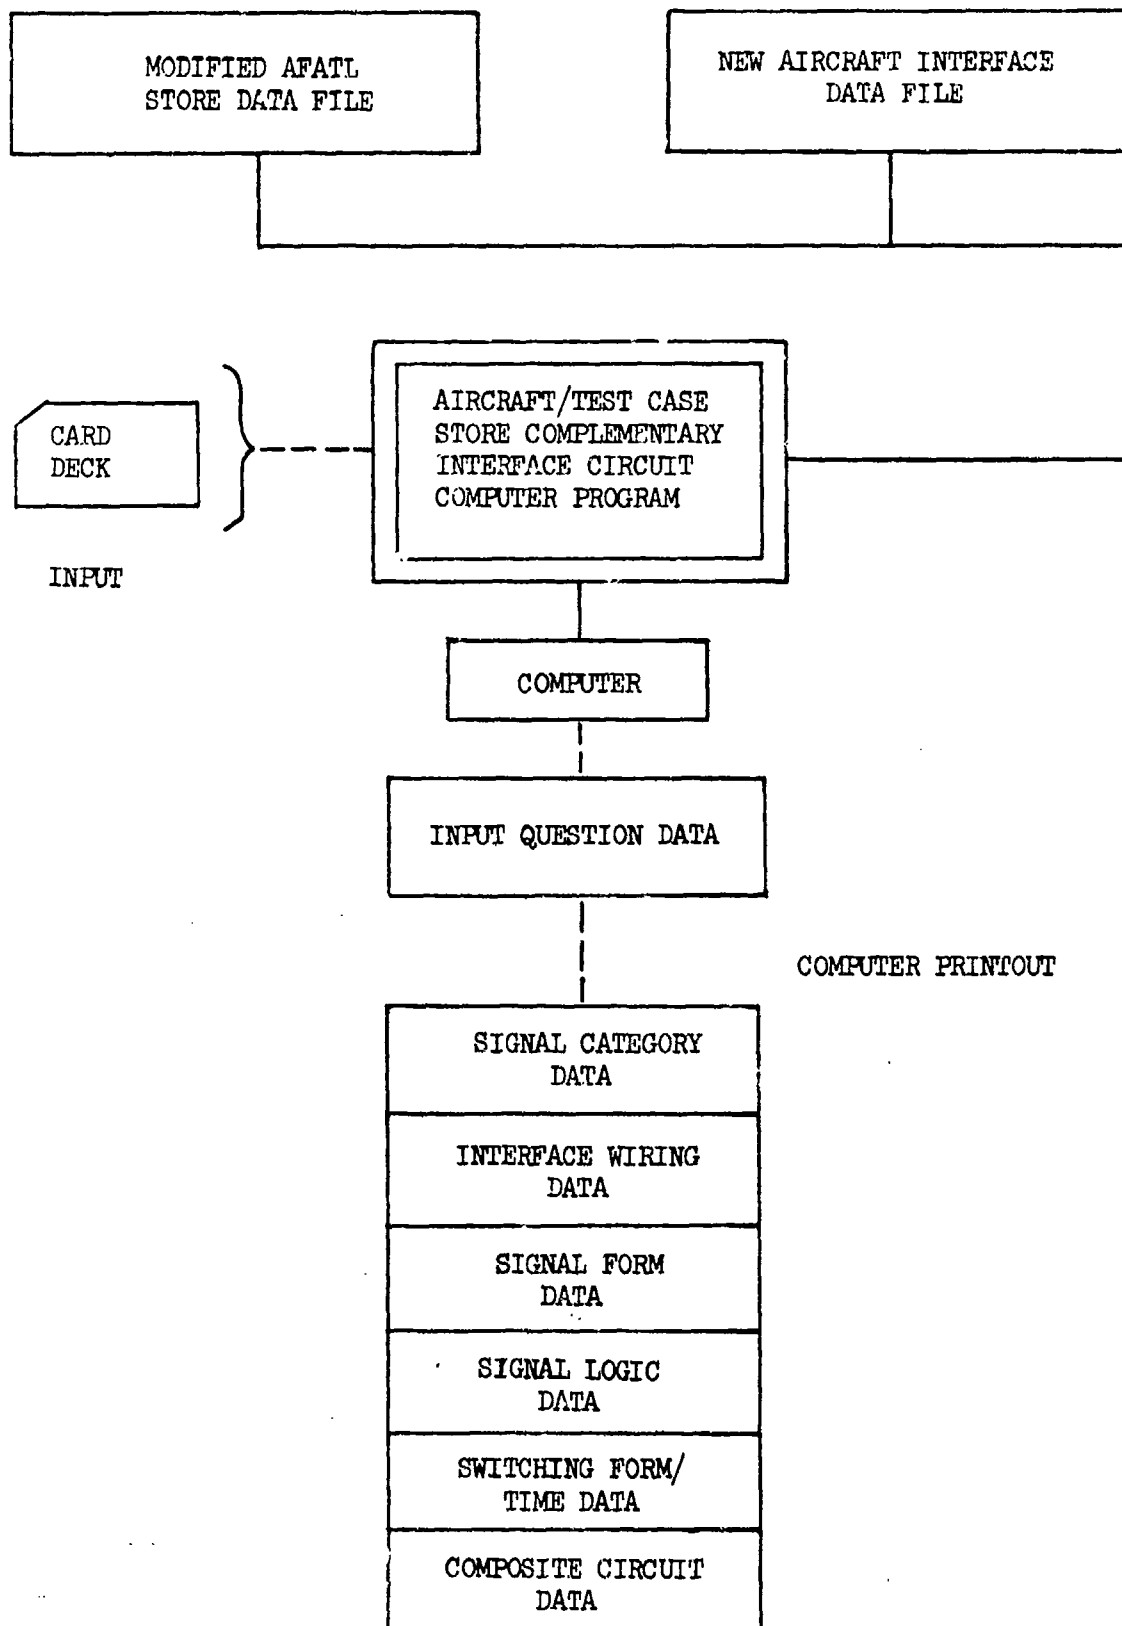 MODIFIED AFATL
STORE DATA FILE
NEW AIRCRAFT INTERFACE
DATA FILE
CARD
DECK
INPUT
AIRCRAFT/TEST CASE
STORE COMPLEMENTARY
INTERFACE CIRCUIT
COMPUTER PROGRAM
COMPUTER
INPUT QUESTION DATA
COMPUTER PRINTOUT
SIGNAL CATEGORY
DATA
INTERFACE WIRING
DATA
SIGNAL FORM
DATA
SIGNAL LOGIC
DATA
SWITCHING FORM/
TIME DATA
COMPOSITE CIRCUIT
DATA